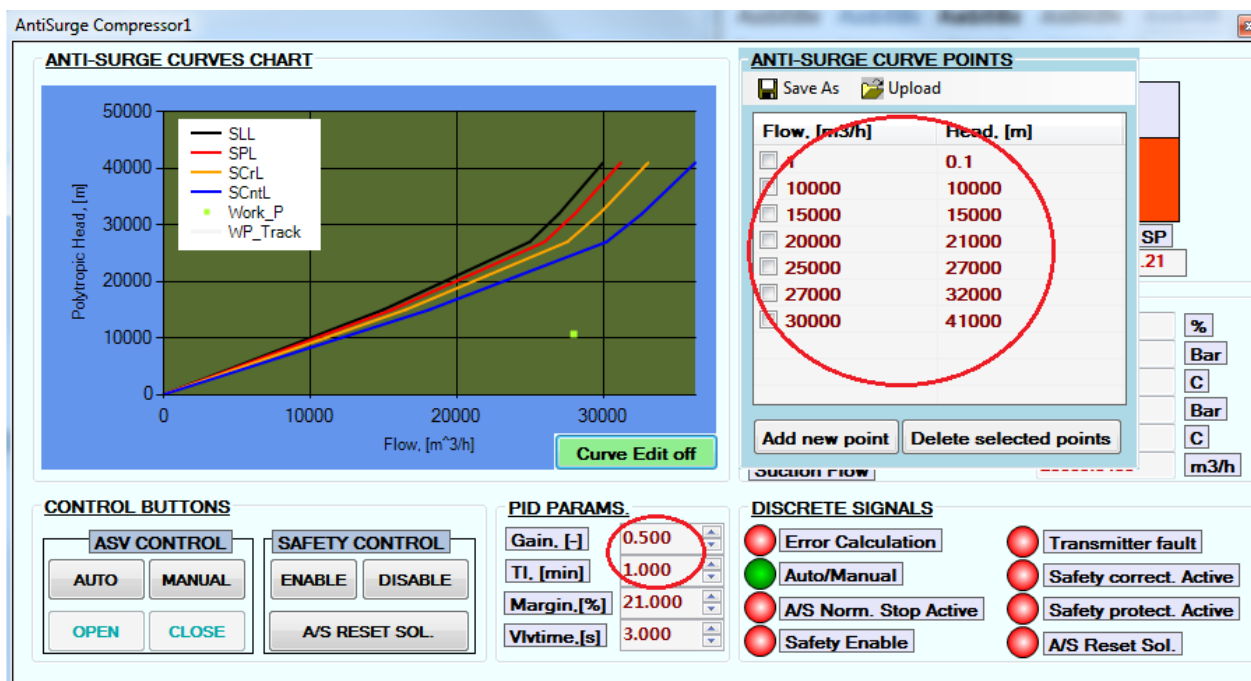 AntiSurge Compressor1
ANTI-SURGE CURVES CHART
50000
40000
30000
20000
10000
0
Polytropic Head, [m]
SLL
SPL
SCrL
SCntL
Work_P
WP_Track
0 10000 20000 30000
Flow, [m^3/h]
Curve Edit off
ANTI-SURGE CURVE POINTS
Save As Upload
Flow, [m3/h] Head, [m]
1 0.1
10000 10000
15000 15000
20000 21000
25000 27000
27000 32000
30000 41000
Add new point Delete selected points
SP
.21
%
Bar
C
Bar
C
Suction Flow m3/h
CONTROL BUTTONS
ASV CONTROL
AUTO MANUAL
OPEN CLOSE
SAFETY CONTROL
ENABLE DISABLE
A/S RESET SOL.
PID PARAMS.
Gain, [-] 0.500
TI, [min] 1.000
Margin,[%] 21.000
Vlvtime,[s] 3.000
DISCRETE SIGNALS
Error Calculation
Auto/Manual
A/S Norm. Stop Active
Safety Enable
Transmitter fault
Safety correct. Active
Safety protect. Active
A/S Reset Sol.